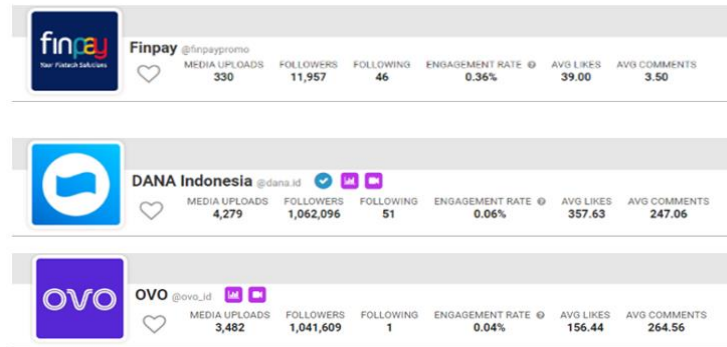 finpay
Your Fintech Solutions
Finpay @finpaypromo
MEDIA UPLOADS FOLLOWERS FOLLOWING ENGAGEMENT RATE AVG LIKES AVG COMMENTS
330 11,957 46 0.36% 39.00 3.50
DANA Indonesia @dana.id
MEDIA UPLOADS FOLLOWERS FOLLOWING ENGAGEMENT RATE AVG LIKES AVG COMMENTS
4,279 1,062,096 51 0.06% 357.63 247.06
OVO
OVO @ovo_id
MEDIA UPLOADS FOLLOWERS FOLLOWING ENGAGEMENT RATE AVG LIKES AVG COMMENTS
3,482 1,041,609 1 0.04% 156.44 264.56